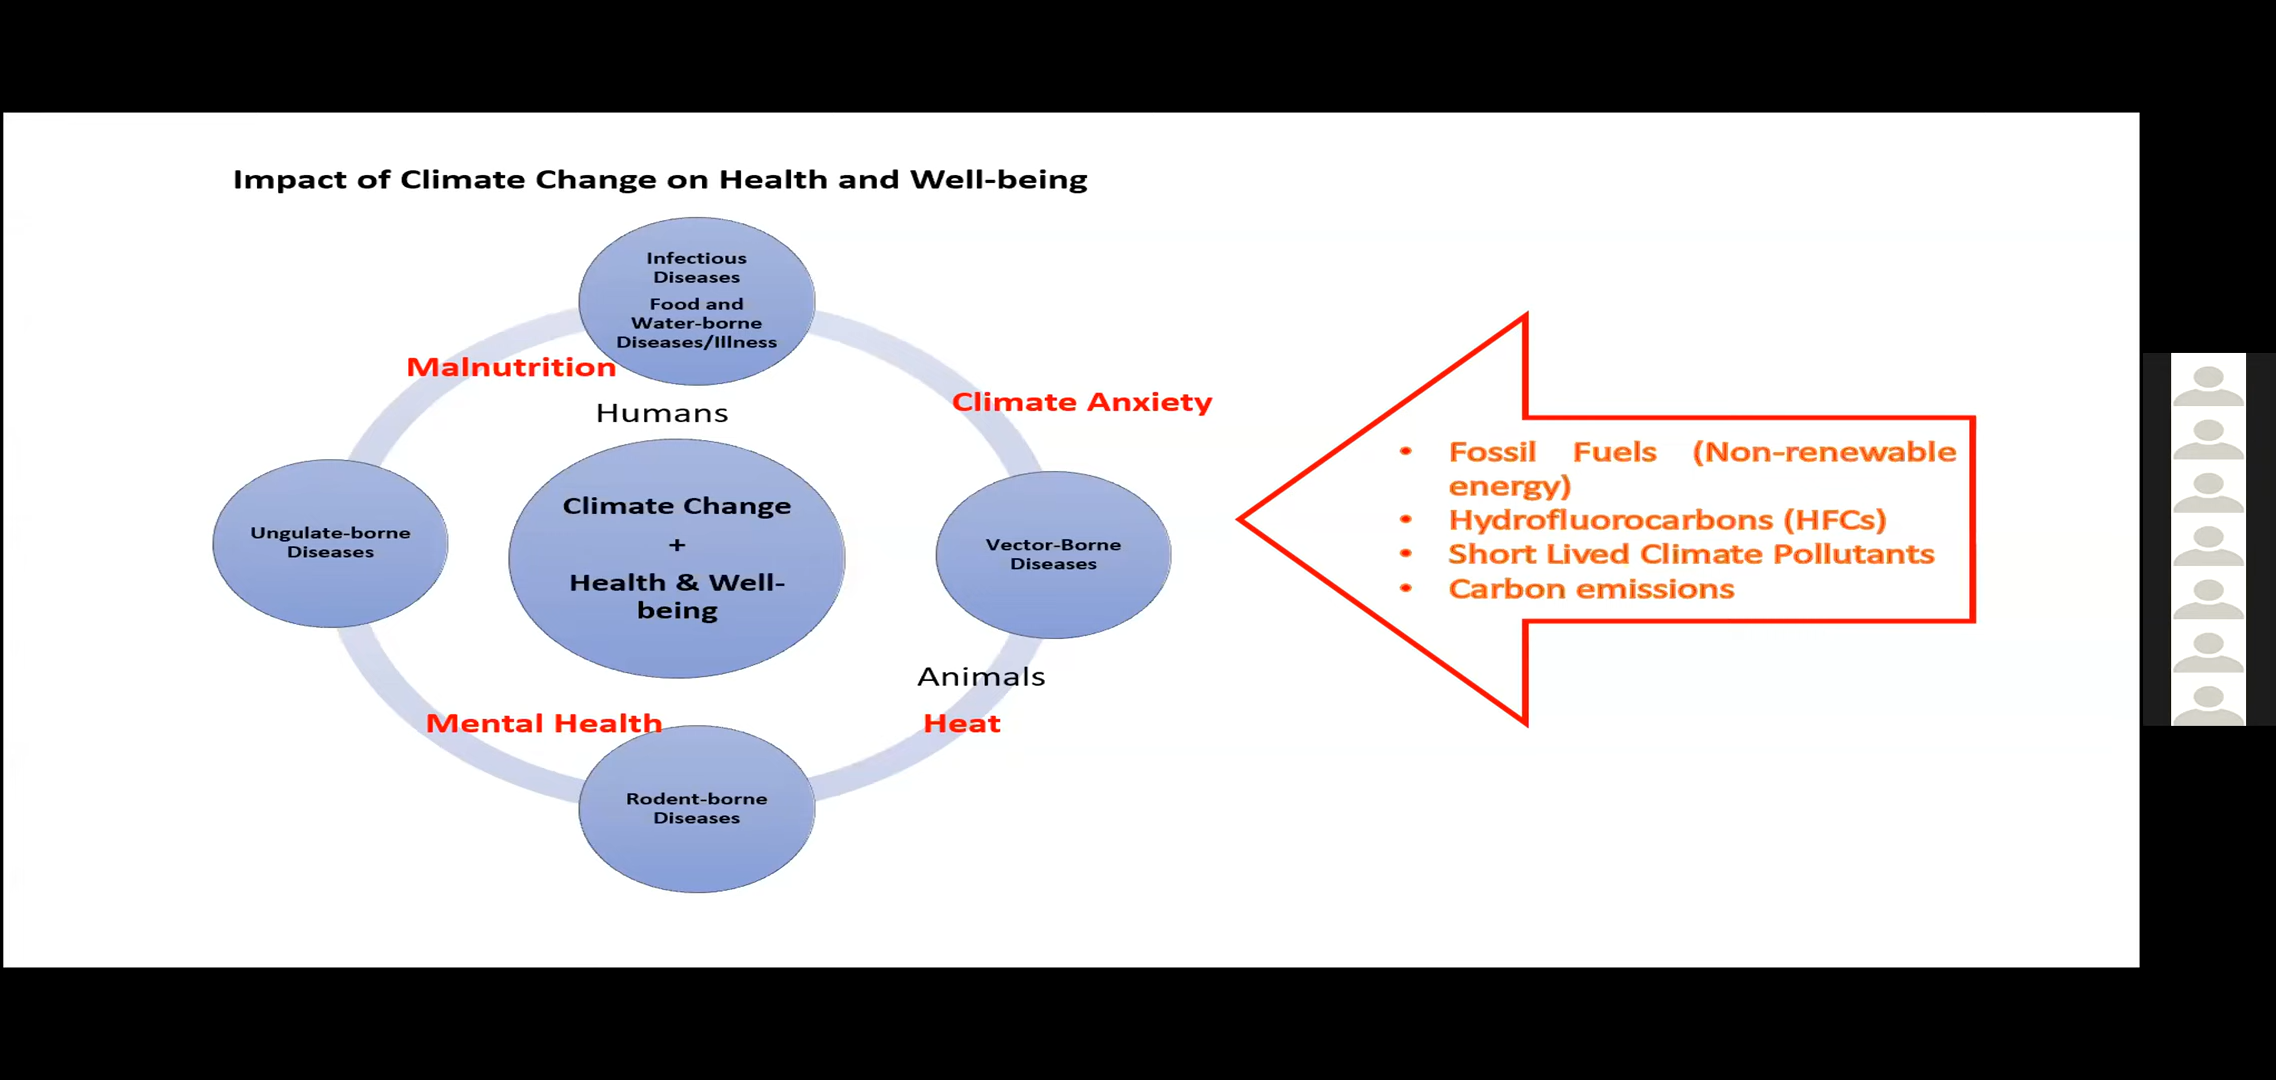 Impact of Climate Change on Health and Well-being
Infectious
Diseases
Food and
Water-borne
Diseases/Illness
Malnutrition
Climate Anxiety
Humans
Climate Change
+
Health & Well-
being
Ungulate-borne
Diseases
Vector-Borne
Diseases
Animals
Mental Health
Heat
Rodent-borne
Diseases
• Fossil Fuels (Non-renewable
energy)
• Hydrofluorocarbons (HFCs)
• Short Lived Climate Pollutants
• Carbon emissions